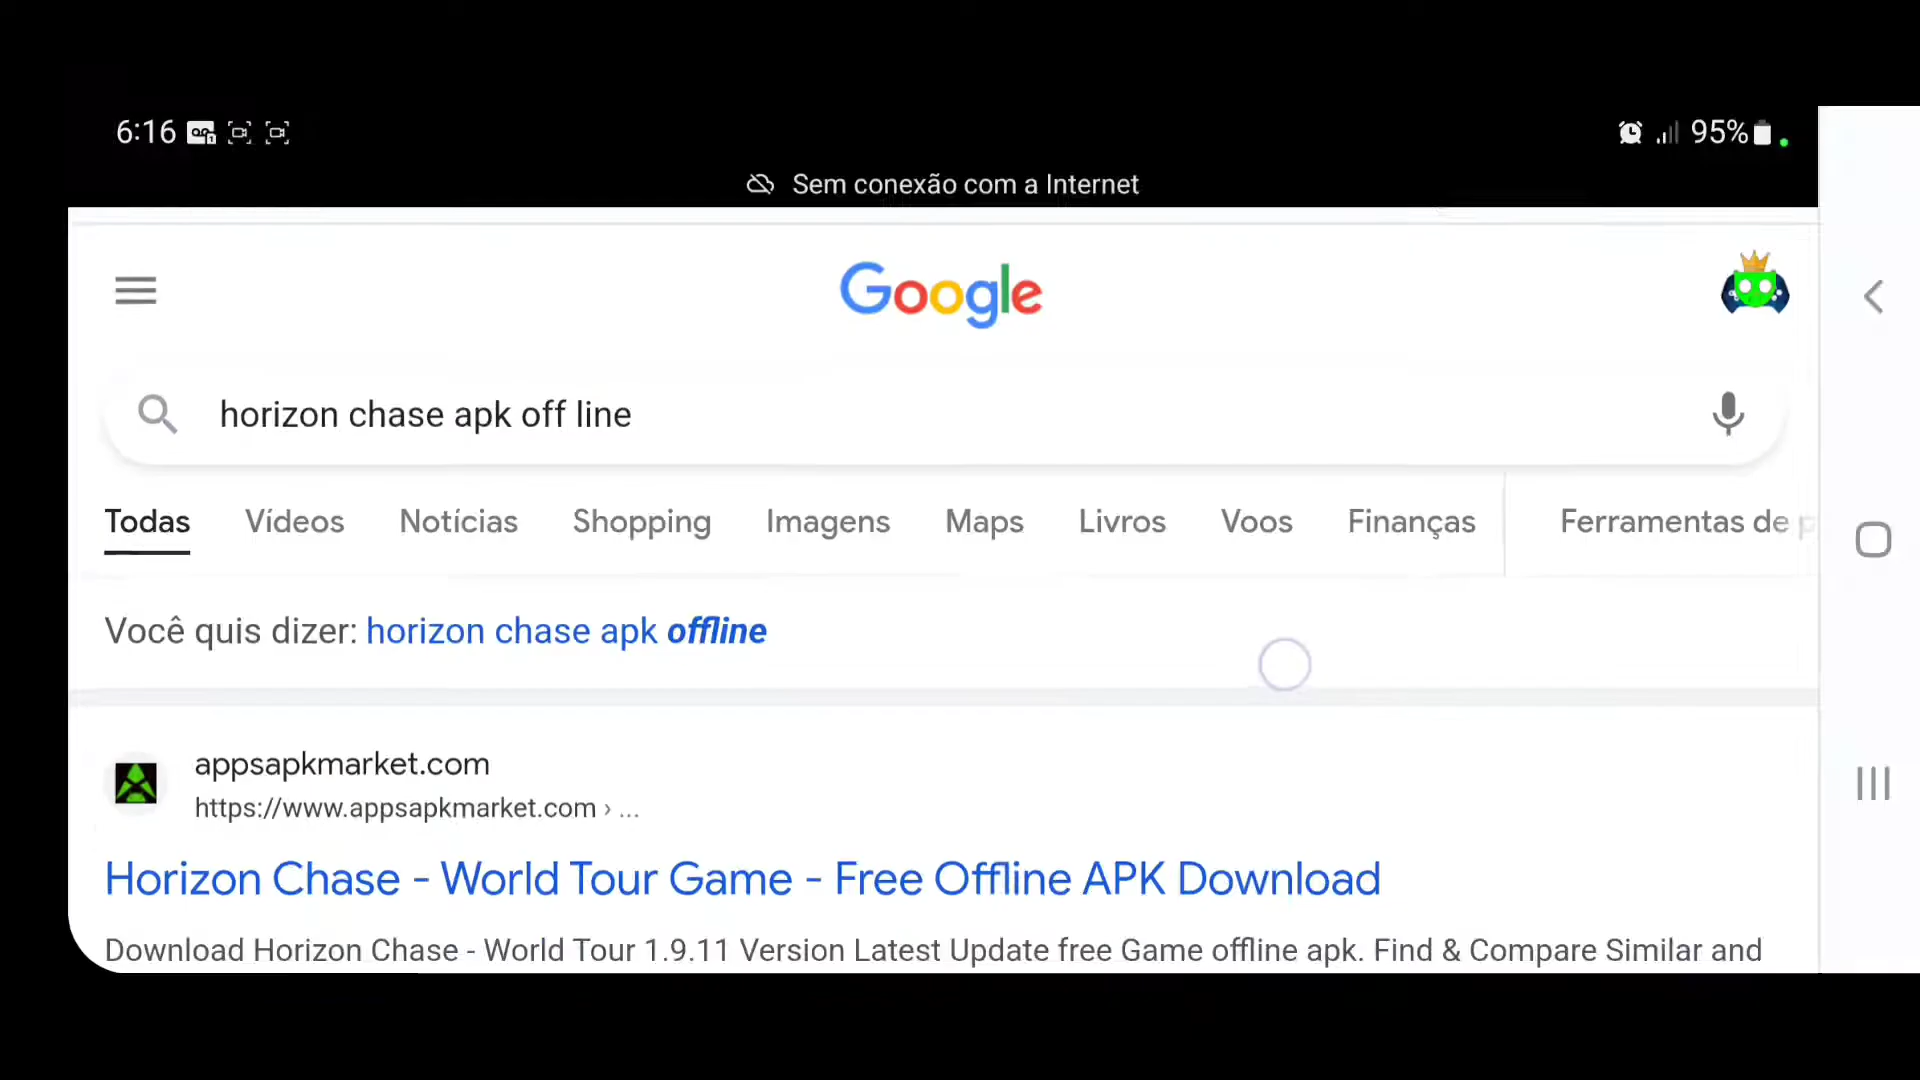 6:16
95%
Sem conexão com a Internet
Google
horizon chase apk off line
Todas Vídeos Notícias Shopping Imagens Maps Livros Voos Finanças Ferramentas de p
Você quis dizer: horizon chase apk offline
appsapkmarket.com
https://www.appsapkmarket.com › ...
Horizon Chase - World Tour Game - Free Offline APK Download
Download Horizon Chase - World Tour 1.9.11 Version Latest Update free Game offline apk. Find & Compare Similar and